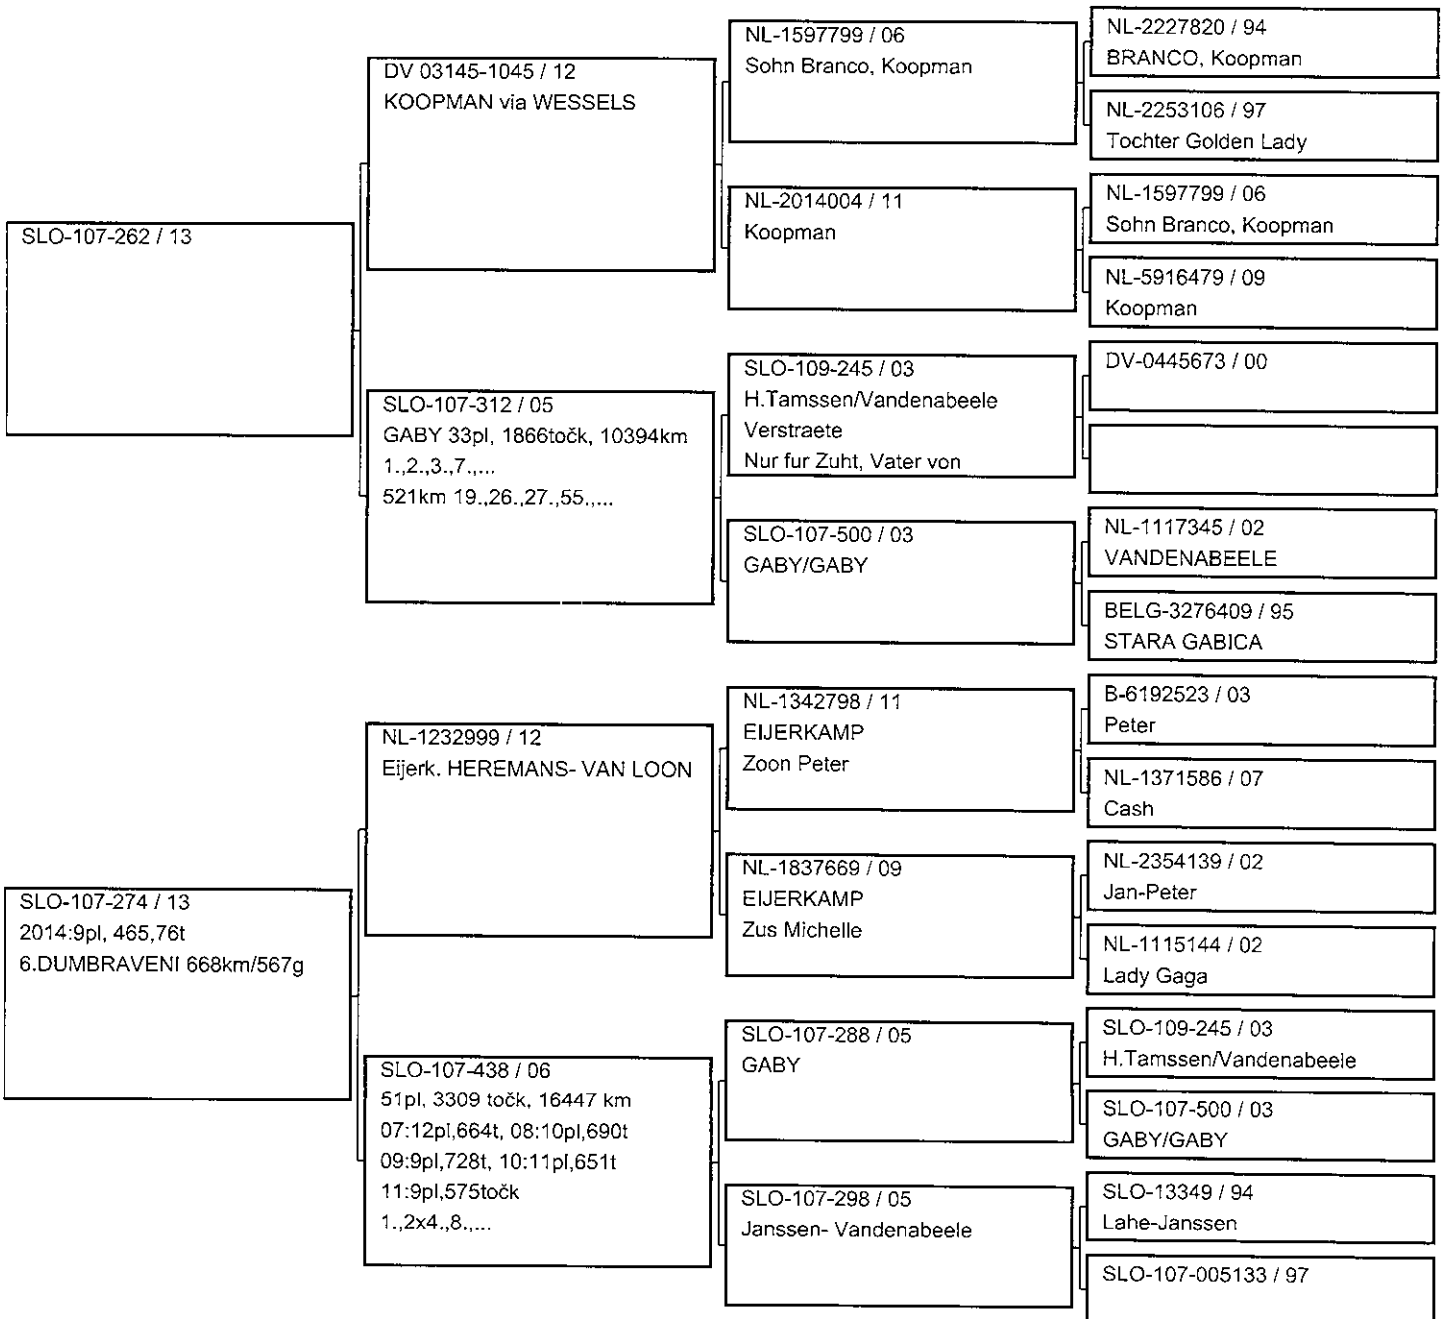 SLO-107-262 / 13
DV 03145-1045 / 12
KOOPMAN via WESSELS
SLO-107-312 / 05
GABY 33pl, 1866točk, 10394km
1.,2.,3.,7.,...
521km 19.,26.,27.,55.,...
NL-1597799 / 06
Sohn Branco, Koopman
NL-2014004 / 11
Koopman
SLO-109-245 / 03
H.Tamssen/Vandenabeele
Verstraete
Nur fur Zuht, Vater von
SLO-107-500 / 03
GABY/GABY
NL-2227820 / 94
BRANCO, Koopman
NL-2253106 / 97
Tochter Golden Lady
NL-1597799 / 06
Sohn Branco, Koopman
NL-5916479 / 09
Koopman
DV-0445673 / 00
NL-1117345 / 02
VANDENABEELE
BELG-3276409 / 95
STARA GABICA
SLO-107-274 / 13
2014:9pl, 465,76t
6.DUMBRAVENI 668km/567g
NL-1232999 / 12
Eijerk. HEREMANS- VAN LOON
SLO-107-438 / 06
51pl, 3309 točk, 16447 km
07:12pl,664t, 08:10pl,690t
09:9pl,728t, 10:11pl,651t
11:9pl,575točk
1.,2x4.,8.,...
NL-1342798 / 11
EIJERKAMP
Zoon Peter
NL-1837669 / 09
EIJERKAMP
Zus Michelle
SLO-107-288 / 05
GABY
SLO-107-298 / 05
Janssen- Vandenabeele
B-6192523 / 03
Peter
NL-1371586 / 07
Cash
NL-2354139 / 02
Jan-Peter
NL-1115144 / 02
Lady Gaga
SLO-109-245 / 03
H.Tamssen/Vandenabeele
SLO-107-500 / 03
GABY/GABY
SLO-13349 / 94
Lahe-Janssen
SLO-107-005133 / 97